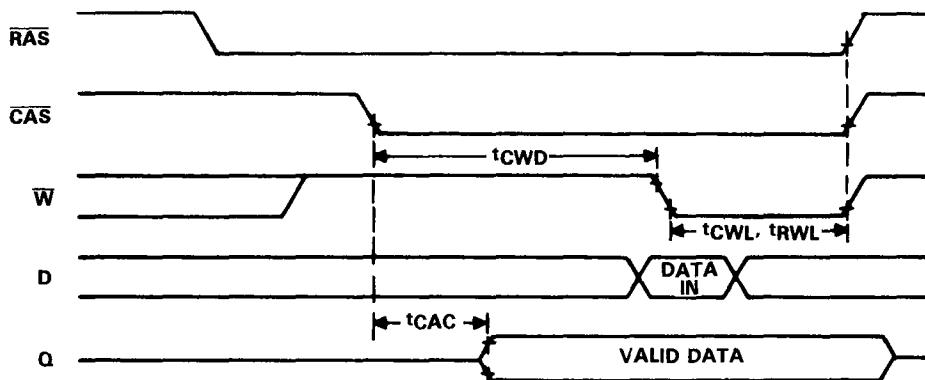 RAS
CAS
tCWD
W
tCWL, tRWL
D
DATA
IN
tCAC
Q
VALID DATA